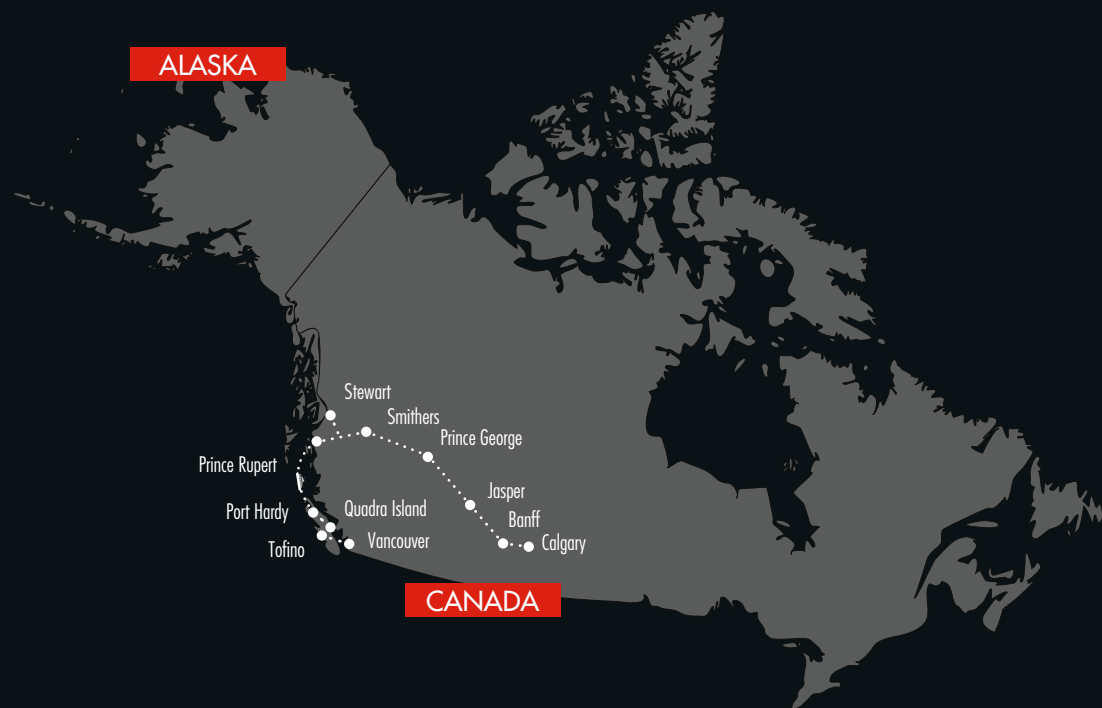 ALASKA
Stewart
Smithers
Prince George
Prince Rupert
Jasper
Port Hardy
Quadra Island
Banff
Tofino
Vancouver
Calgary
CANADA